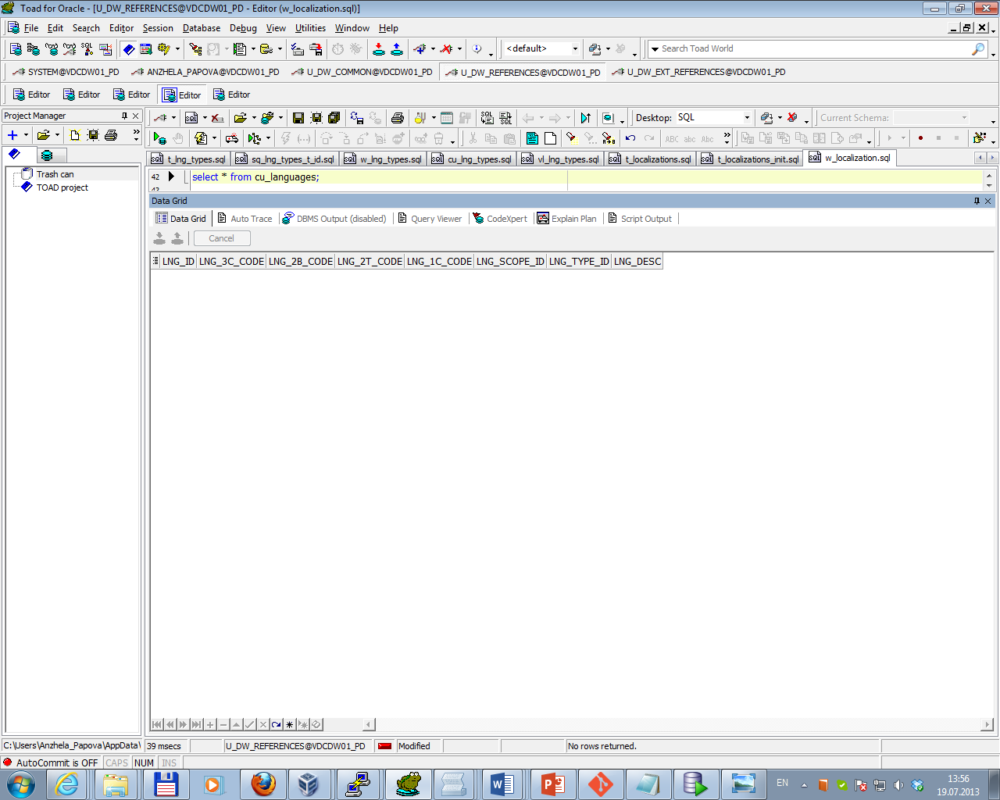 Toad for Oracle - [U_DW_REFERENCES@VDCDW01_PD - Editor (w_localization.sql)]
File Edit Search Editor Session Database Debug View Utilities Window Help
<default> Search Toad World
SYSTEM@VDCDW01_PD ANZHELA_PAPOVA@VDCDW01_PD U_DW_COMMON@VDCDW01_PD U_DW_REFERENCES@VDCDW01_PD U_DW_EXT_REFERENCES@VDCDW01_PD
Editor Editor Editor Editor Editor
Project Manager
Desktop: SQL Current Schema:
t_lng_types.sql sq_lng_types_t_id.sql w_lng_types.sql cu_lng_types.sql vl_lng_types.sql t_localizations.sql t_localizations_init.sql w_localization.sql
Trash can
TOAD project
42 select * from cu_languages;
43
Data Grid
Data Grid Auto Trace DBMS Output (disabled) Query Viewer CodeXpert Explain Plan Script Output
Cancel
LNG_ID LNG_3C_CODE LNG_2B_CODE LNG_2T_CODE LNG_1C_CODE LNG_SCOPE_ID LNG_TYPE_ID LNG_DESC
C:\Users\Anzhela_Papova\AppData\ 39 msecs U_DW_REFERENCES@VDCDW01_PD Modified No rows returned.
AutoCommit is OFF CAPS NUM INS
EN 13:56
19.07.2013